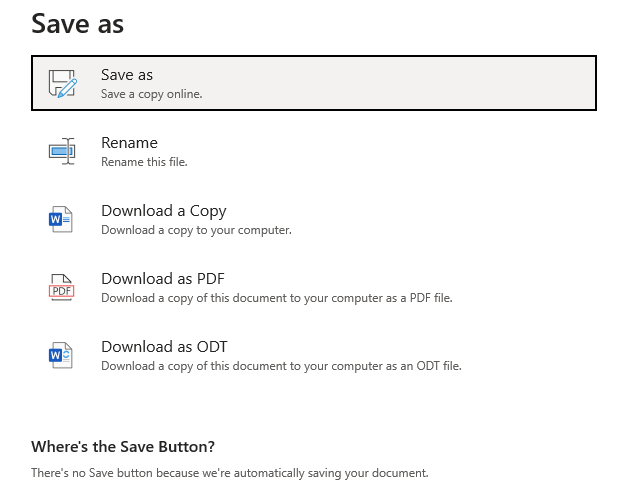 Save as
Save as
Save a copy online.
Rename
Rename this file.
W
Download a Copy
Download a copy to your computer.
PDF
Download as PDF
Download a copy of this document to your computer as a PDF file.
W
Download as ODT
Download a copy of this document to your computer as an ODT file.
Where's the Save Button?
There's no Save button because we're automatically saving your document.